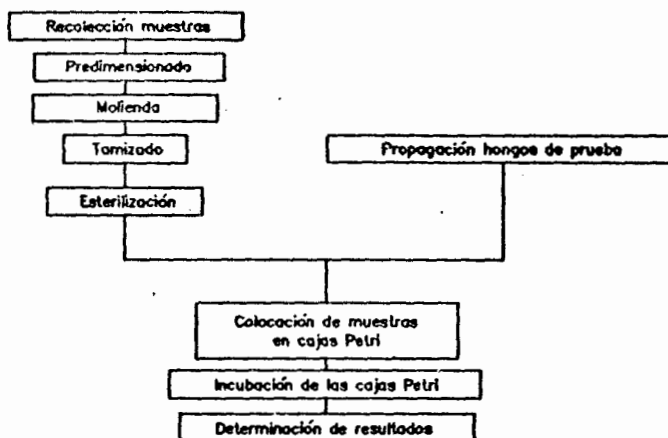 Recolección muestras
Predimensionado
Molienda
Tamizado
Propagación hongos de prueba
Esterilización
Colocación de muestras
en cajas Petri
Incubación de las cajas Petri
Determinación de resultados